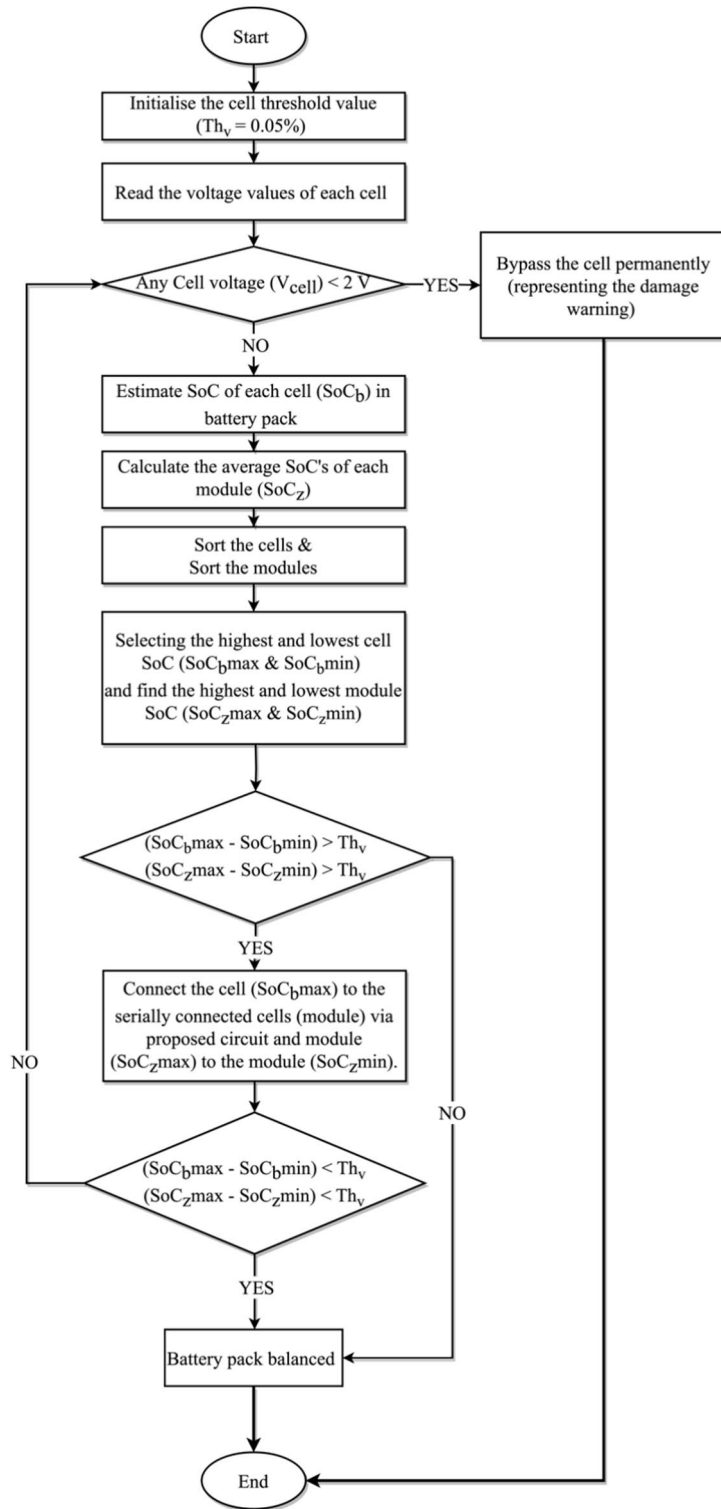 Start
Initialise the cell threshold value
(Thv = 0.05%)
Read the voltage values of each cell
Any Cell voltage (Vcell) < 2 V
YES
Bypass the cell permanently
(representing the damage
warning)
NO
Estimate SoC of each cell (SoCb) in
battery pack
Calculate the average SoC's of each
module (SoCz)
Sort the cells &
Sort the modules
Selecting the highest and lowest cell
SoC (SoCbmax & SoCbmin)
and find the highest and lowest module
SoC (SoCzmax & SoCzmin)
(SoCbmax - SoCbmin) > Thv
(SoCzmax - SoCzmin) > Thv
YES
Connect the cell (SoCbmax) to the
serially connected cells (module) via
proposed circuit and module
(SoCzmax) to the module (SoCzmin).
NO
NO
(SoCbmax - SoCbmin) < Thv
(SoCzmax - SoCzmin) < Thv
YES
Battery pack balanced
End